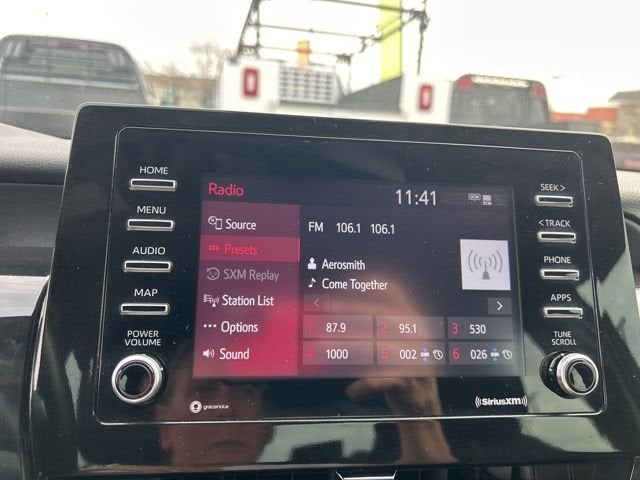 HOME
MENU
AUDIO
MAP
POWER
VOLUME
Radio
11:41
Source
Presets
SXM Replay
Station List
Options
Sound
FM 106.1 106.1
Aerosmith
Come Together
1 87.9 2 95.1 3 530
4 1000 5 002 6 026
SEEK >
< TRACK
PHONE
APPS
TUNE
SCROLL
gracenote
((SiriusXM))